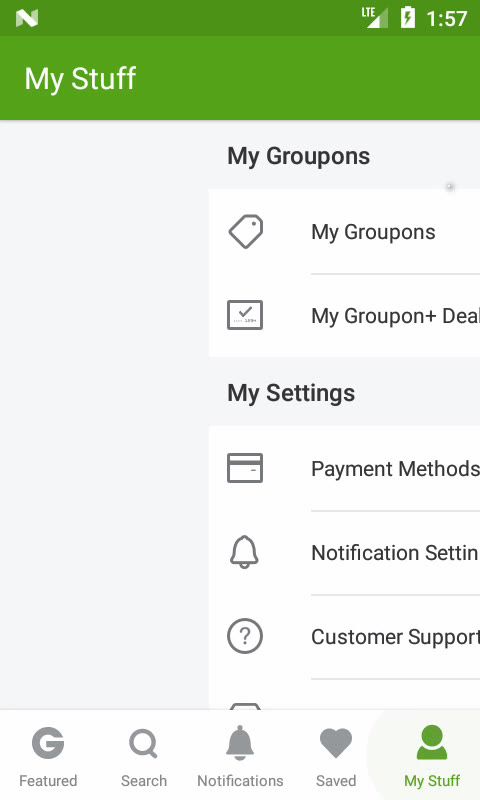 LTE 1:57
My Stuff
My Groupons
My Groupons
My Groupon+ Deal
My Settings
Payment Methods
Notification Settin
Customer Support
Featured
Search
Notifications
Saved
My Stuff